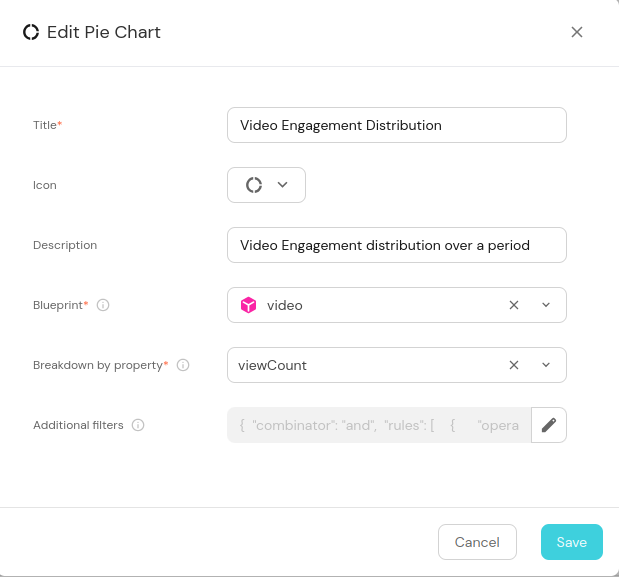 Edit Pie Chart
Title*
Video Engagement Distribution
Icon
Description
Video Engagement distribution over a period
Blueprint*
video
Breakdown by property*
viewCount
Additional filters
{ "combinator": "and", "rules": [ { "opera
Cancel
Save